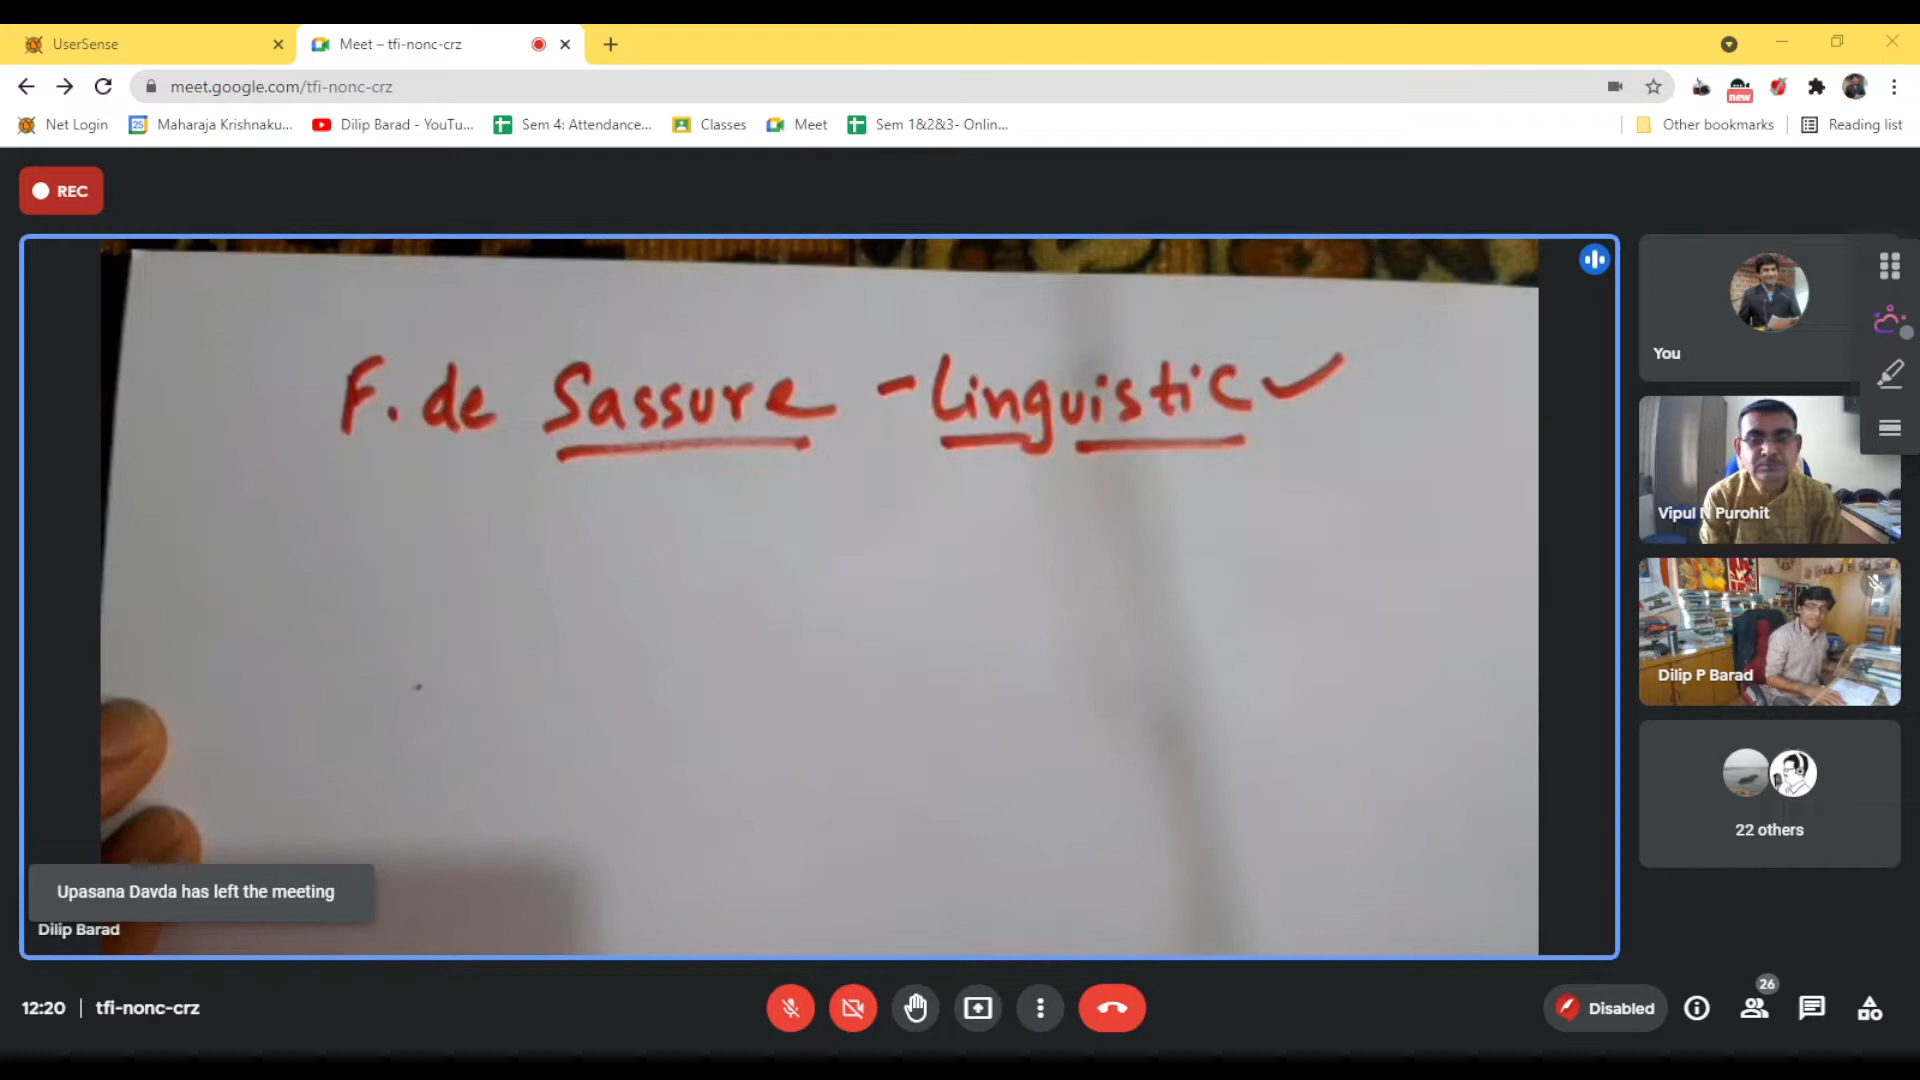 UserSense
Meet – tfi-nonc-crz
meet.google.com/tfi-nonc-crz
new
Net Login
25
Maharaja Krishnaku...
Dilip Barad - YouTu...
Sem 4: Attendance...
Classes
Meet
Sem 1&2&3- Onlin...
Other bookmarks
Reading list
REC
F. de Sassure - Linguistic
You
Vipul N Purohit
Dilip P Barad
22 others
Upasana Davda has left the meeting
Dilip Barad
12:20
tfi-nonc-crz
Disabled
26